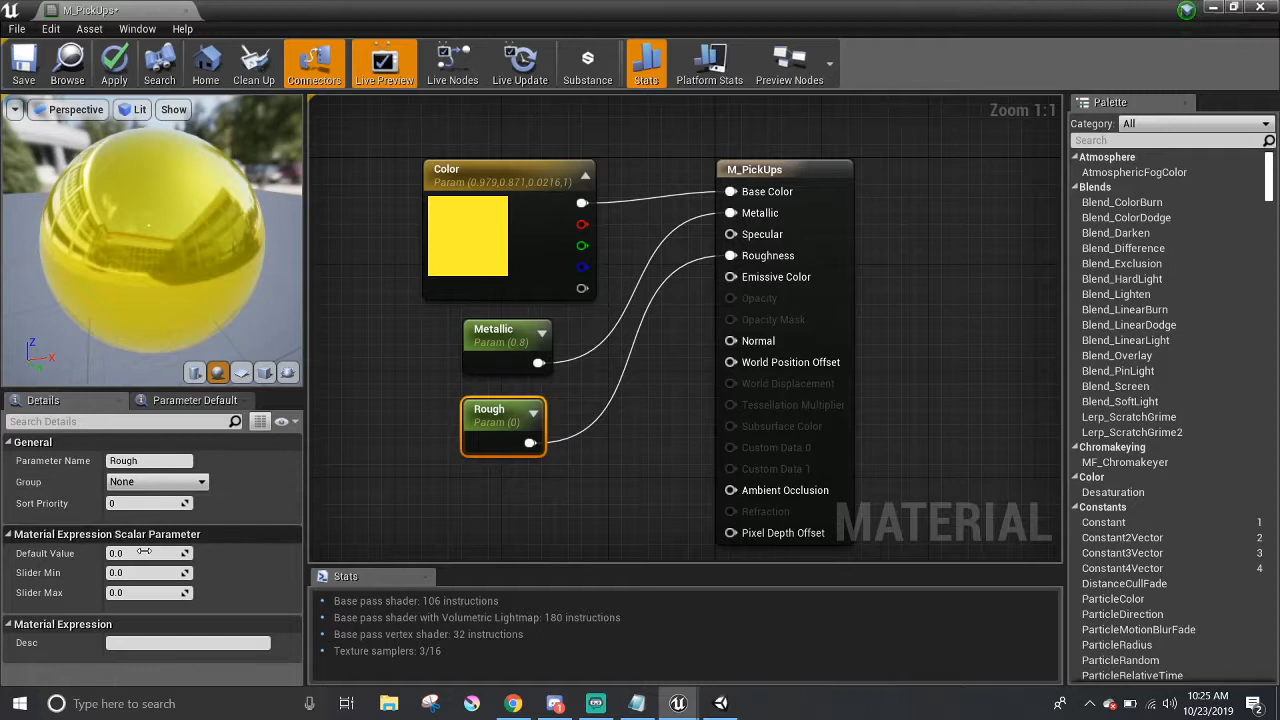 M_PickUps*
File Edit Asset Window Help
Save Browse Apply Search Home Clean Up Connectors Live Preview Live Nodes Live Update Substance Stats Platform Stats Preview Nodes
Perspective Lit Show
Zoom 1:1
Color
Param (0.979,0.871,0.0216,1)
Metallic
Param (0.8)
Rough
Param (0)
M_PickUps
Base Color
Metallic
Specular
Roughness
Emissive Color
Opacity
Opacity Mask
Normal
World Position Offset
World Displacement
Tessellation Multiplier
Subsurface Color
Custom Data 0
Custom Data 1
Ambient Occlusion
Refraction
Pixel Depth Offset
MATERIAL
Z
X
Y
Details Parameter Default
Search Details
General
Parameter Name Rough
Group None
Sort Priority 0
Material Expression Scalar Parameter
Default Value 0.0
Slider Min 0.0
Slider Max 0.0
Material Expression
Desc
Stats
Base pass shader: 106 instructions
Base pass shader with Volumetric Lightmap: 180 instructions
Base pass vertex shader: 32 instructions
Texture samplers: 3/16
Palette
Category: All
Search
Atmosphere
AtmosphericFogColor
Blends
Blend_ColorBurn
Blend_ColorDodge
Blend_Darken
Blend_Difference
Blend_Exclusion
Blend_HardLight
Blend_Lighten
Blend_LinearBurn
Blend_LinearDodge
Blend_LinearLight
Blend_Overlay
Blend_PinLight
Blend_Screen
Blend_SoftLight
Lerp_ScratchGrime
Lerp_ScratchGrime2
Chromakeying
MF_Chromakeyer
Color
Desaturation
Constants
Constant 1
Constant2Vector 2
Constant3Vector 3
Constant4Vector 4
DistanceCullFade
ParticleColor
ParticleDirection
ParticleMotionBlurFade
ParticleRadius
ParticleRandom
ParticleRelativeTime
Type here to search
10:25 AM
10/23/2019
2